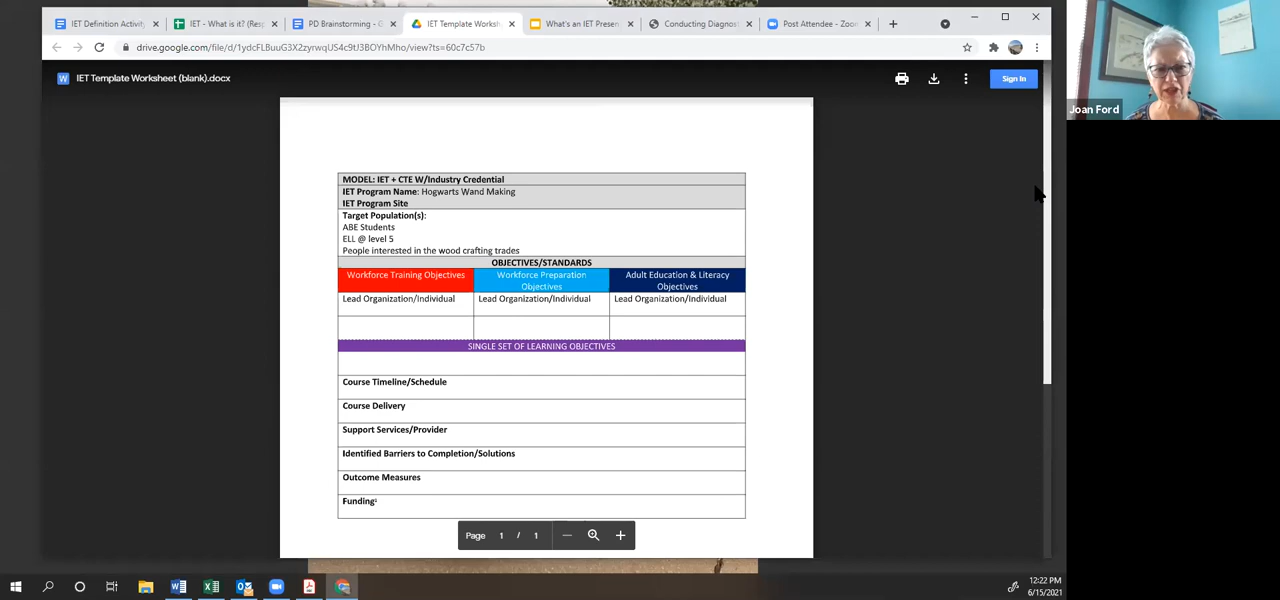 IET Definition Activity
IET - What is it? (Resp
PD Brainstorming - G
IET Template Worksh
What's an IET Present
Conducting Diagnost
Post Attendee - Zoom
drive.google.com/file/d/1ydcFLBuuG3X2zyrwqUS4c9tJ3BOYhMho/view?ts=60c7c57b
IET Template Worksheet (blank).docx
Sign In
Joan Ford
MODEL: IET + CTE W/Industry Credential
IET Program Name: Hogwarts Wand Making
IET Program Site
Target Population(s):
ABE Students
ELL @ level 5
People interested in the wood crafting trades
OBJECTIVES/STANDARDS
Workforce Training Objectives
Workforce Preparation
Objectives
Adult Education & Literacy
Objectives
Lead Organization/Individual
Lead Organization/Individual
Lead Organization/Individual
SINGLE SET OF LEARNING OBJECTIVES
Course Timeline/Schedule
Course Delivery
Support Services/Provider
Identified Barriers to Completion/Solutions
Outcome Measures
Funding
Page 1 / 1
12:22 PM
6/15/2021